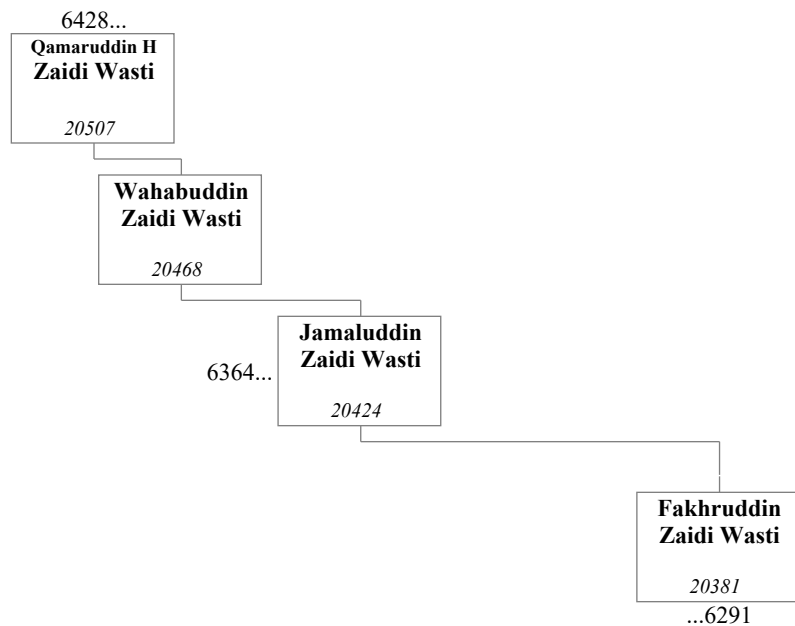 6428...
Qamaruddin H
Zaidi Wasti
20507
Wahabuddin
Zaidi Wasti
20468
Jamaluddin
Zaidi Wasti
6364...
20424
Fakhruddin
Zaidi Wasti
20381
...6291